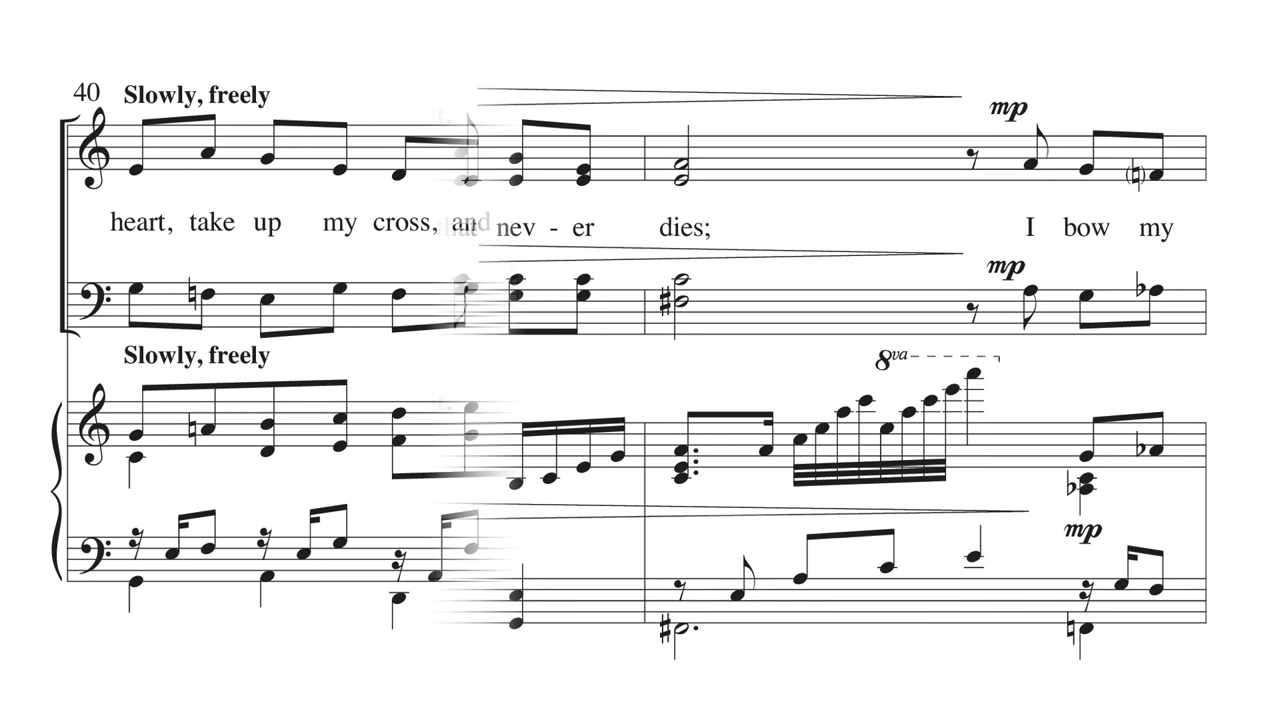 40 Slowly, freely
mp
heart, take up my cross, and nev - er dies; I bow my
mp
Slowly, freely
8va
mp